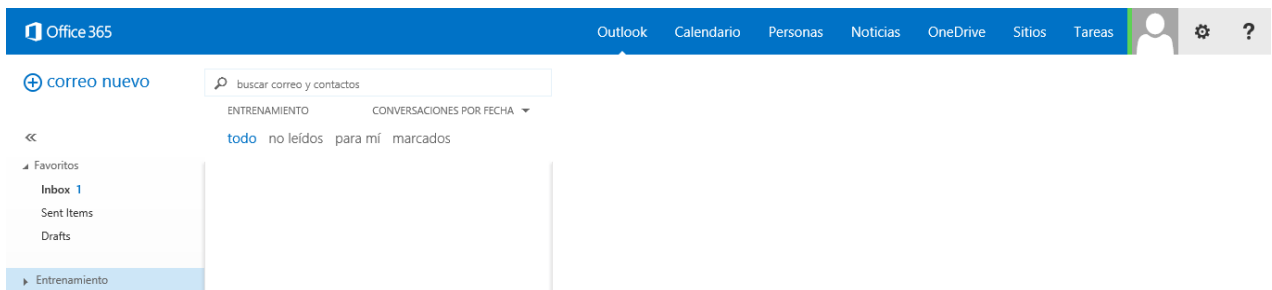 Office 365 Outlook Calendario Personas Noticias OneDrive Sitios Tareas ?
correo nuevo
buscar correo y contactos
ENTRENAMIENTO CONVERSACIONES POR FECHA
todo no leídos para mí marcados
Favoritos
Inbox 1
Sent Items
Drafts
Entrenamiento